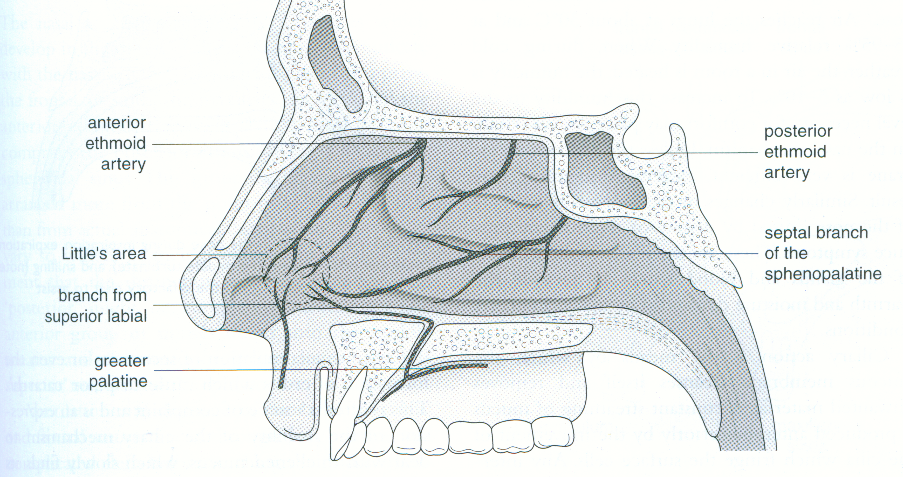 anterior
ethmoid
artery
Little's area
branch from
superior labial
greater
palatine
posterior
ethmoid
artery
septal branch
of the
sphenopalatine